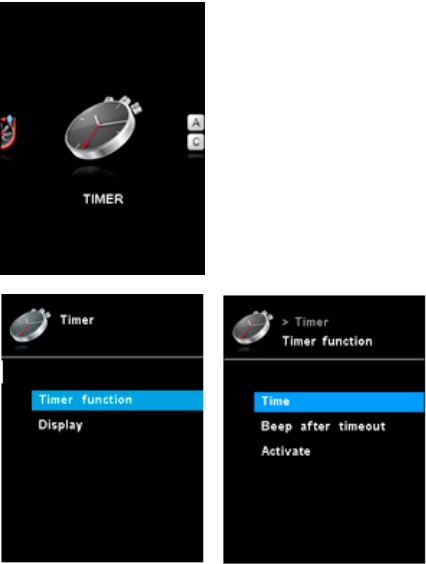 A
C
TIMER
Timer
Timer function
Display
> Timer
Timer function
Time
Beep after timeout
Activate